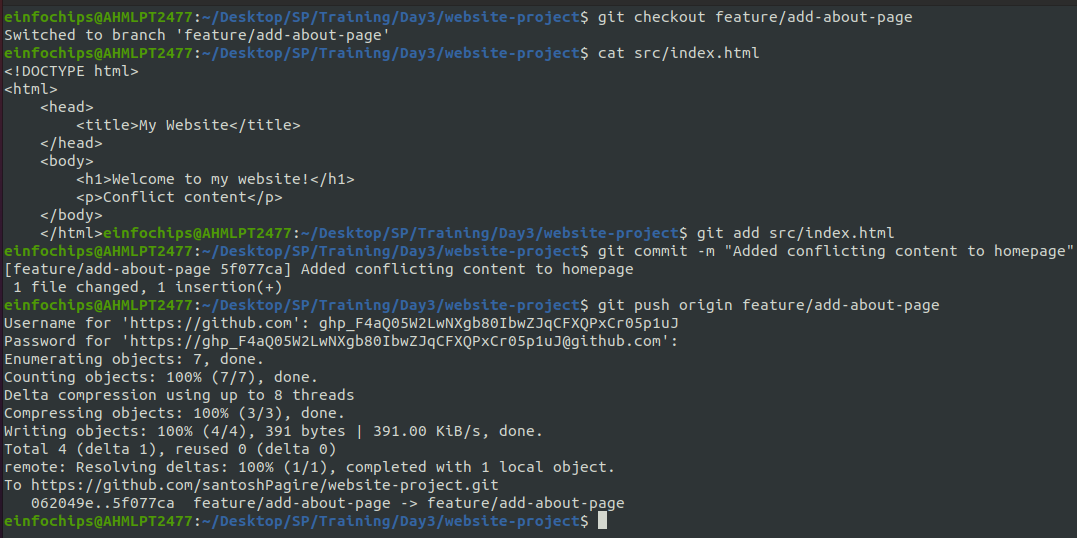 einfochips@AHMLPT2477:~/Desktop/SP/Training/Day3/website-project$ git checkout feature/add-about-page
Switched to branch 'feature/add-about-page'
einfochips@AHMLPT2477:~/Desktop/SP/Training/Day3/website-project$ cat src/index.html
<!DOCTYPE html>
<html>
    <head>
        <title>My Website</title>
    </head>
    <body>
        <h1>Welcome to my website!</h1>
        <p>Conflict content</p>
    </body>
    </html>einfochips@AHMLPT2477:~/Desktop/SP/Training/Day3/website-project$ git add src/index.html
einfochips@AHMLPT2477:~/Desktop/SP/Training/Day3/website-project$ git commit -m "Added conflicting content to homepage"
[feature/add-about-page 5f077ca] Added conflicting content to homepage
 1 file changed, 1 insertion(+)
einfochips@AHMLPT2477:~/Desktop/SP/Training/Day3/website-project$ git push origin feature/add-about-page
Username for 'https://github.com': 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
Password for 'https://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@github.com':
Enumerating objects: 7, done.
Counting objects: 100% (7/7), done.
Delta compression using up to 8 threads
Compressing objects: 100% (3/3), done.
Writing objects: 100% (4/4), 391 bytes | 391.00 KiB/s, done.
Total 4 (delta 1), reused 0 (delta 0)
remote: Resolving deltas: 100% (1/1), completed with 1 local object.
To https://github.com/santoshPagire/website-project.git
   062049e..5f077ca  feature/add-about-page -> feature/add-about-page
einfochips@AHMLPT2477:~/Desktop/SP/Training/Day3/website-project$